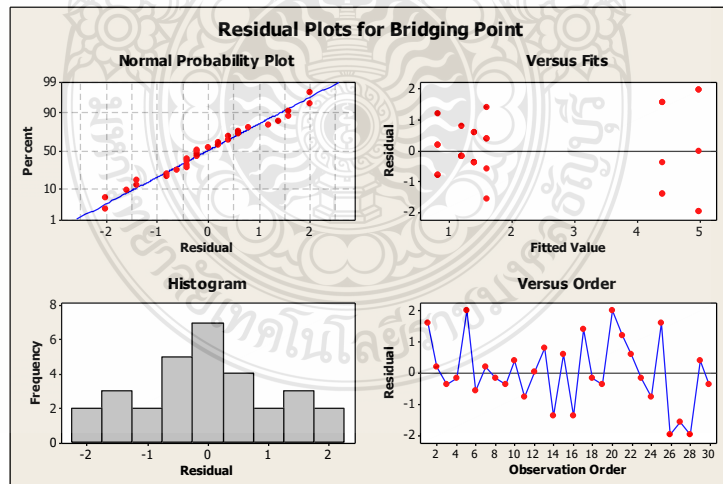 Residual Plots for Bridging Point
Normal Probability Plot
99
90
50
10
1
Percent
-2 -1 0 1 2
Residual
Versus Fits
2
1
0
-1
-2
Residual
1 2 3 4 5
Fitted Value
Histogram
8
6
4
2
0
Frequency
-2 -1 0 1 2
Residual
Versus Order
2
1
0
-1
-2
Residual
2 4 6 8 10 12 14 16 18 20 22 24 26 28 30
Observation Order